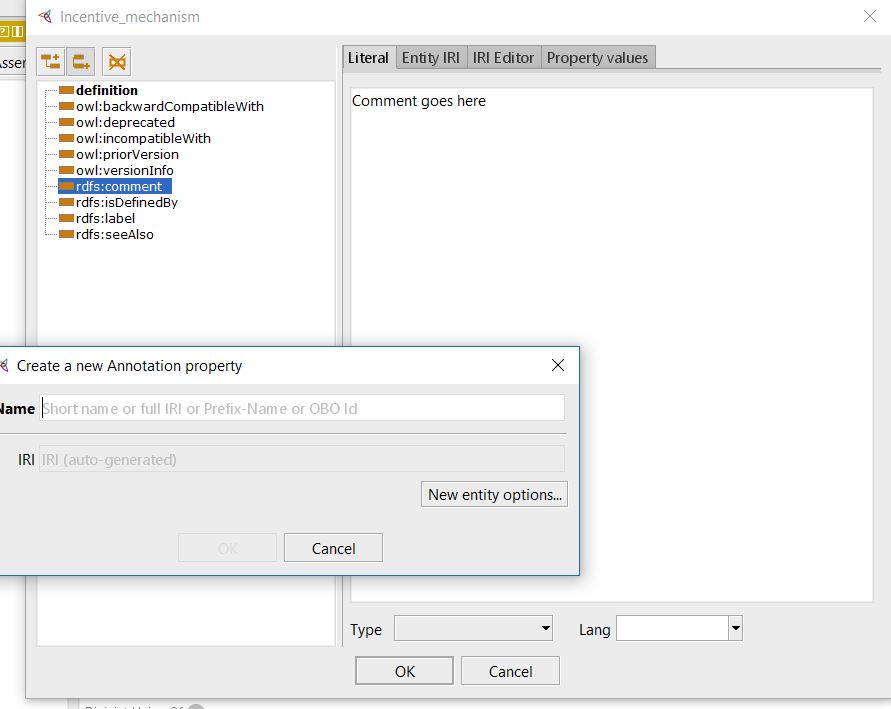 Incentive_mechanism
Literal
Entity IRI
IRI Editor
Property values
definition
owl:backwardCompatibleWith
owl:deprecated
owl:incompatibleWith
owl:priorVersion
owl:versionInfo
rdfs:comment
rdfs:isDefinedBy
rdfs:label
rdfs:seeAlso
Comment goes here
Create a new Annotation property
Name
Short name or full IRI or Prefix-Name or OBO Id
IRI
IRI (auto-generated)
New entity options...
OK
Cancel
Type
Lang
OK
Cancel